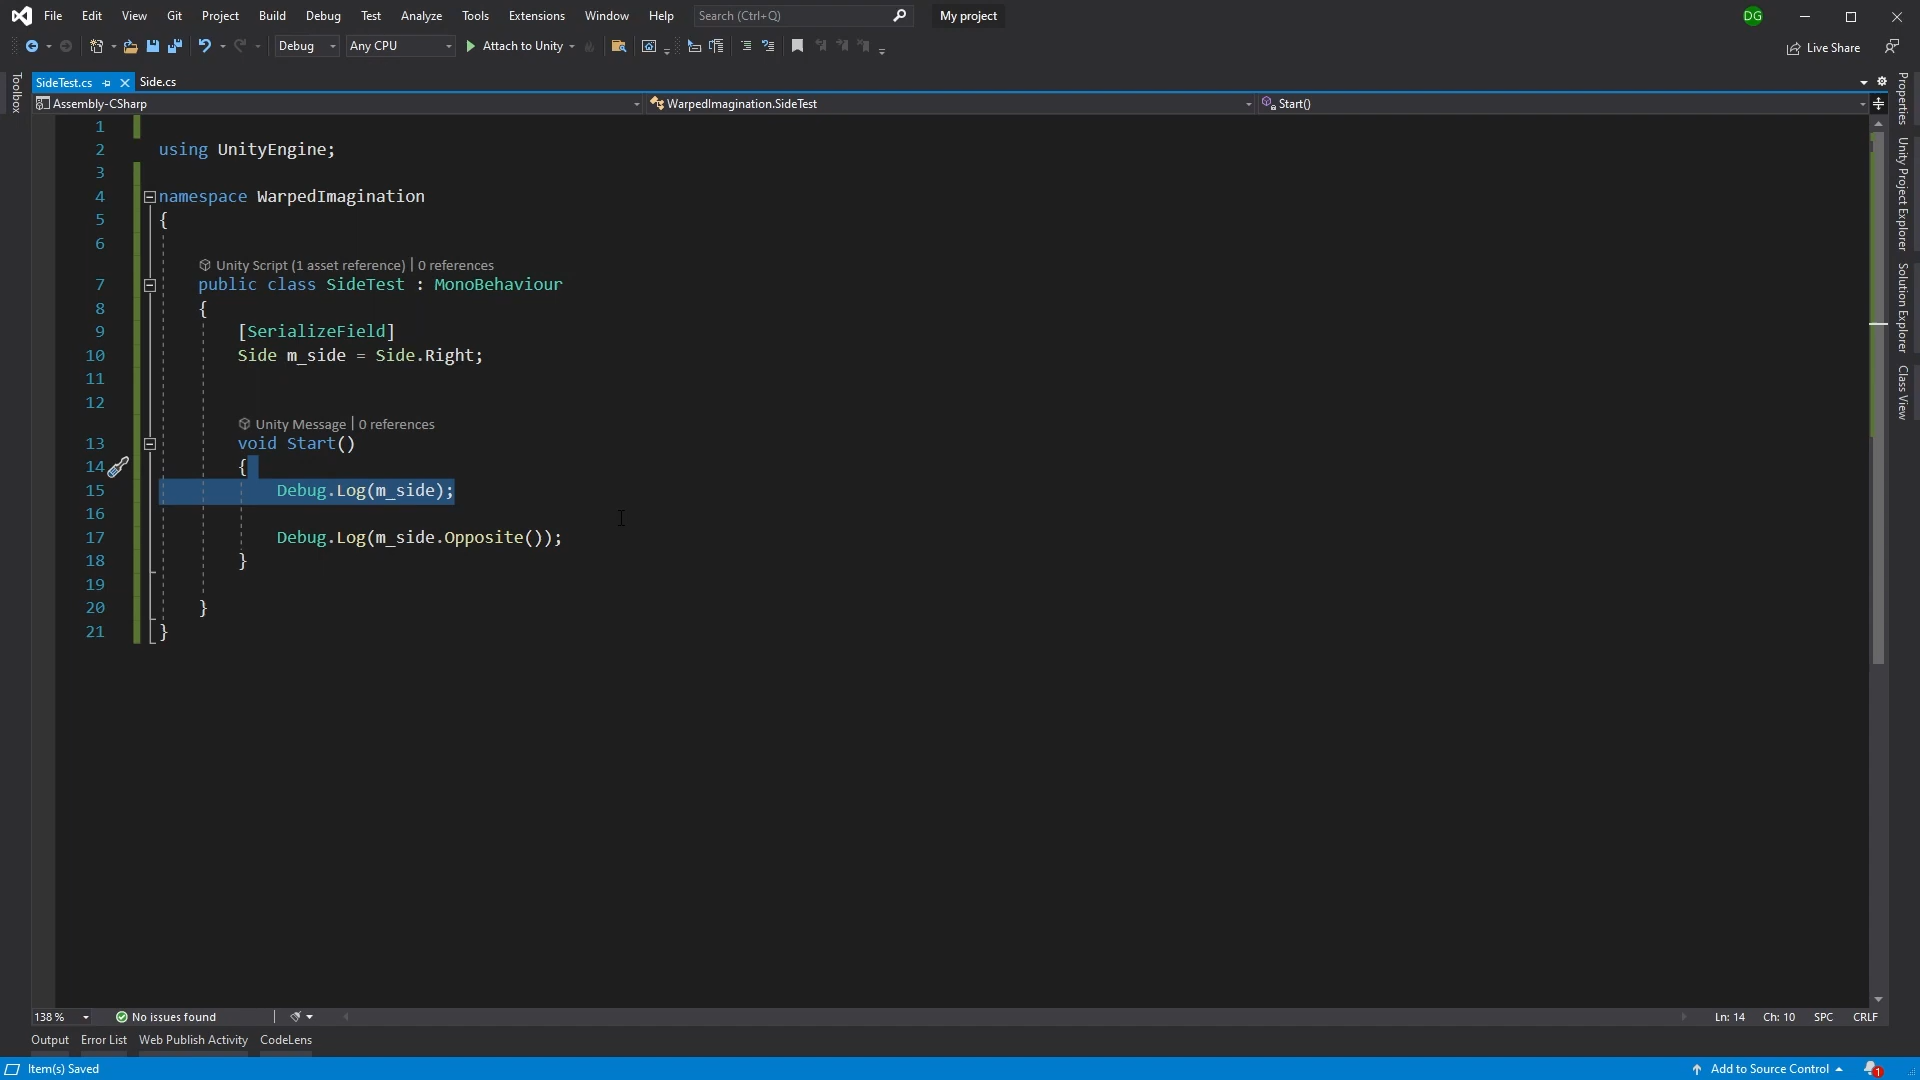 File Edit View Git Project Build Debug Test Analyze Tools Extensions Window Help Search (Ctrl+Q) My project DG
Debug Any CPU Attach to Unity Live Share
SideTest.cs Side.cs
Assembly-CSharp WarpedImagination.SideTest Start()
Toolbox
Properties
Unity Project Explorer
Solution Explorer
Class View
1
2 using UnityEngine;
3
4 namespace WarpedImagination
5 {
6
Unity Script (1 asset reference) | 0 references
7 public class SideTest : MonoBehaviour
8 {
9 [SerializeField]
10 Side m_side = Side.Right;
11
12
Unity Message | 0 references
13 void Start()
14 {
15 Debug.Log(m_side);
16
17 Debug.Log(m_side.Opposite());
18 }
19
20 }
21 }
138 % No issues found Ln: 14 Ch: 10 SPC CRLF
Output Error List Web Publish Activity CodeLens
Item(s) Saved Add to Source Control 1